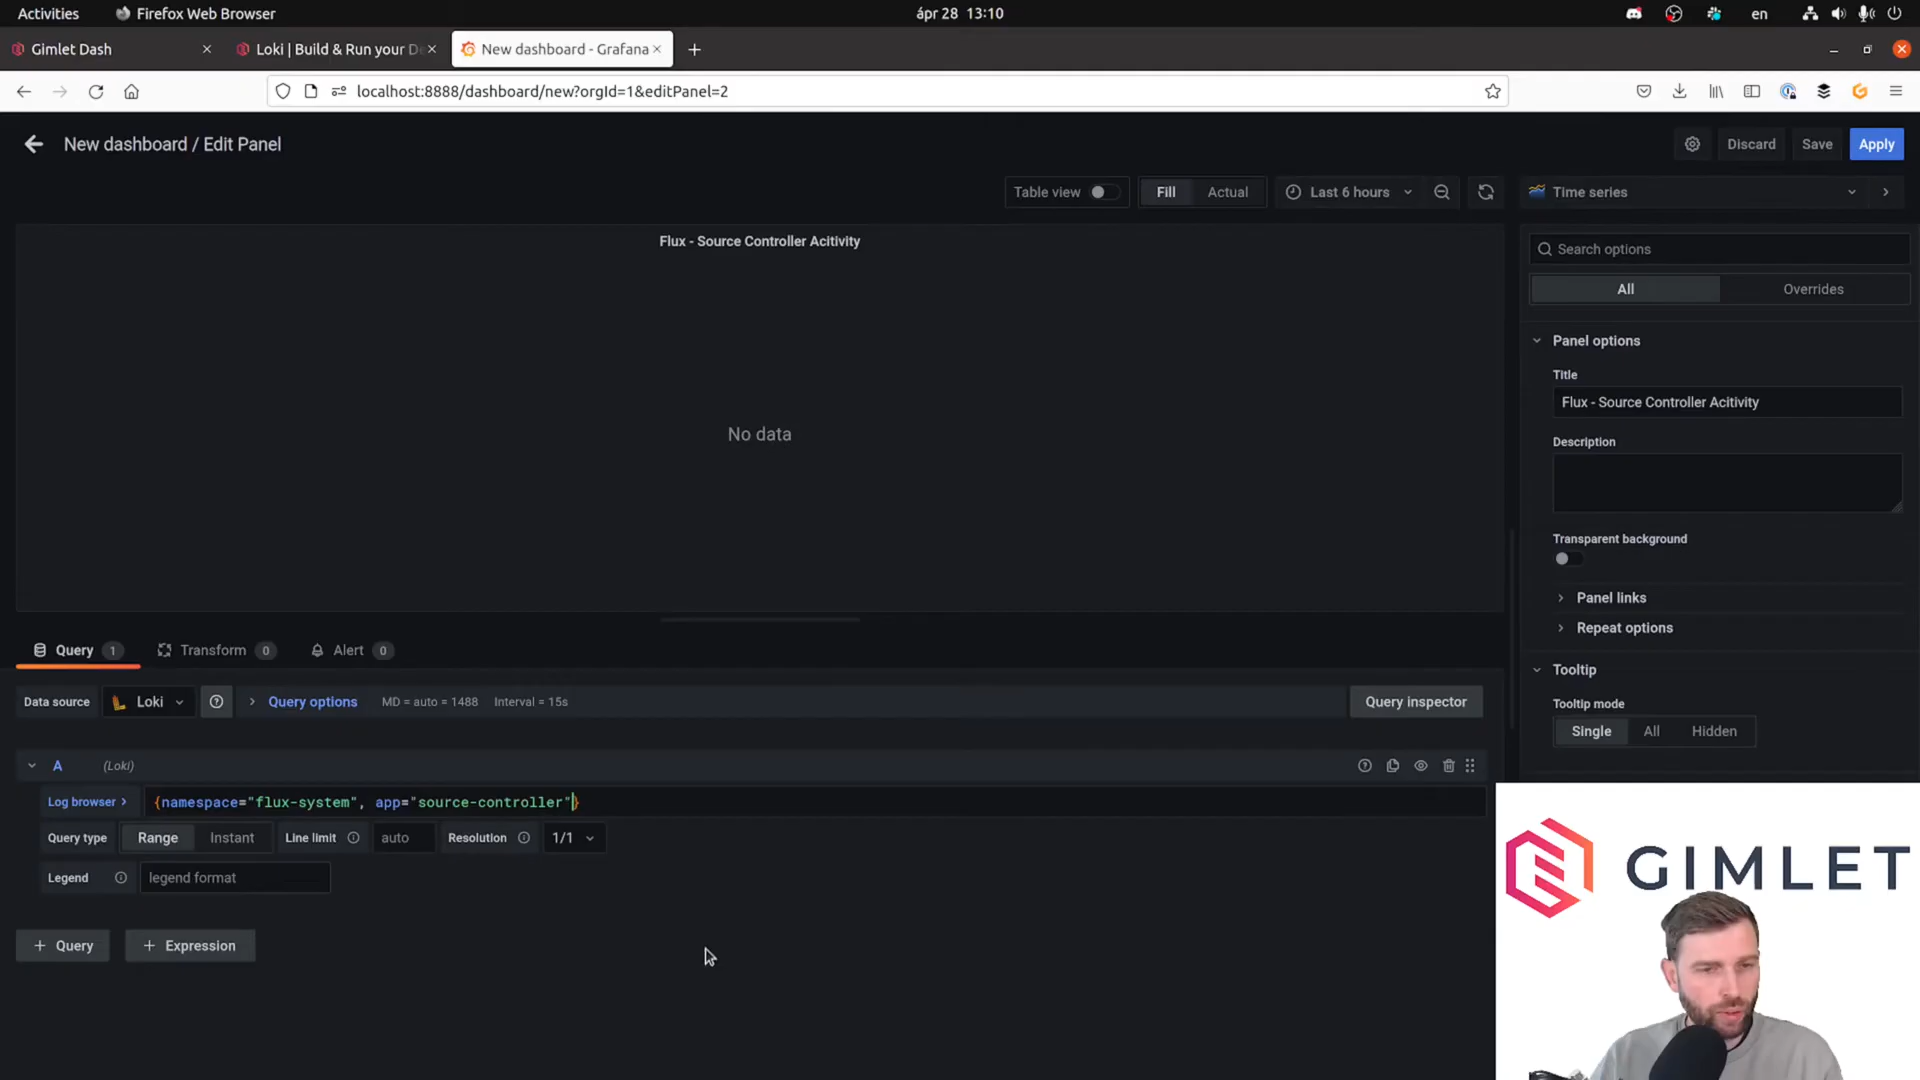 Activities
Firefox Web Browser
ápr 28 13:10
en
Gimlet Dash
Loki | Build & Run your D
New dashboard - Grafana
localhost:8888/dashboard/new?orgId=1&editPanel=2
New dashboard / Edit Panel
Discard
Save
Apply
Table view
Fill
Actual
Last 6 hours
Time series
Flux - Source Controller Acitivity
No data
Search options
All
Overrides
Panel options
Title
Flux - Source Controller Acitivity
Description
Transparent background
Panel links
Repeat options
Tooltip
Tooltip mode
Single
All
Hidden
Query 1
Transform 0
Alert 0
Data source
Loki
Query options
MD = auto = 1488
Interval = 15s
Query inspector
A
(Loki)
Log browser
{namespace="flux-system", app="source-controller"}
Query type
Range
Instant
Line limit
auto
Resolution
1/1
Legend
legend format
+ Query
+ Expression
GIMLET